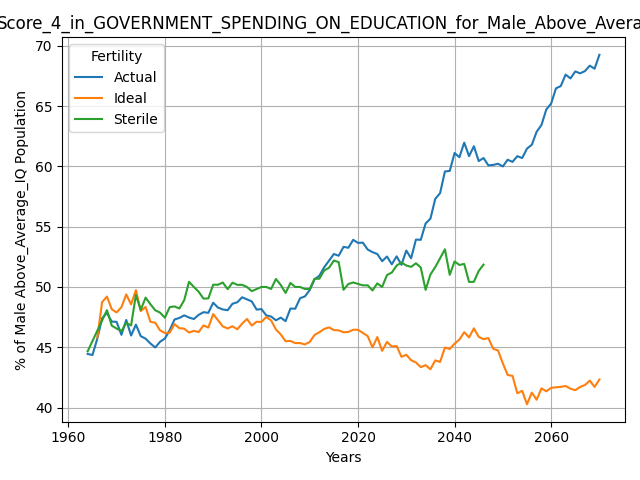 Score_4_in_GOVERNMENT_SPENDING_ON_EDUCATION_for_Male_Above_Avera
Fertility
Actual
Ideal
Sterile
% of Male Above_Average_IQ Population
70
65
60
55
50
45
40
1960
1980
2000
2020
2040
2060
Years